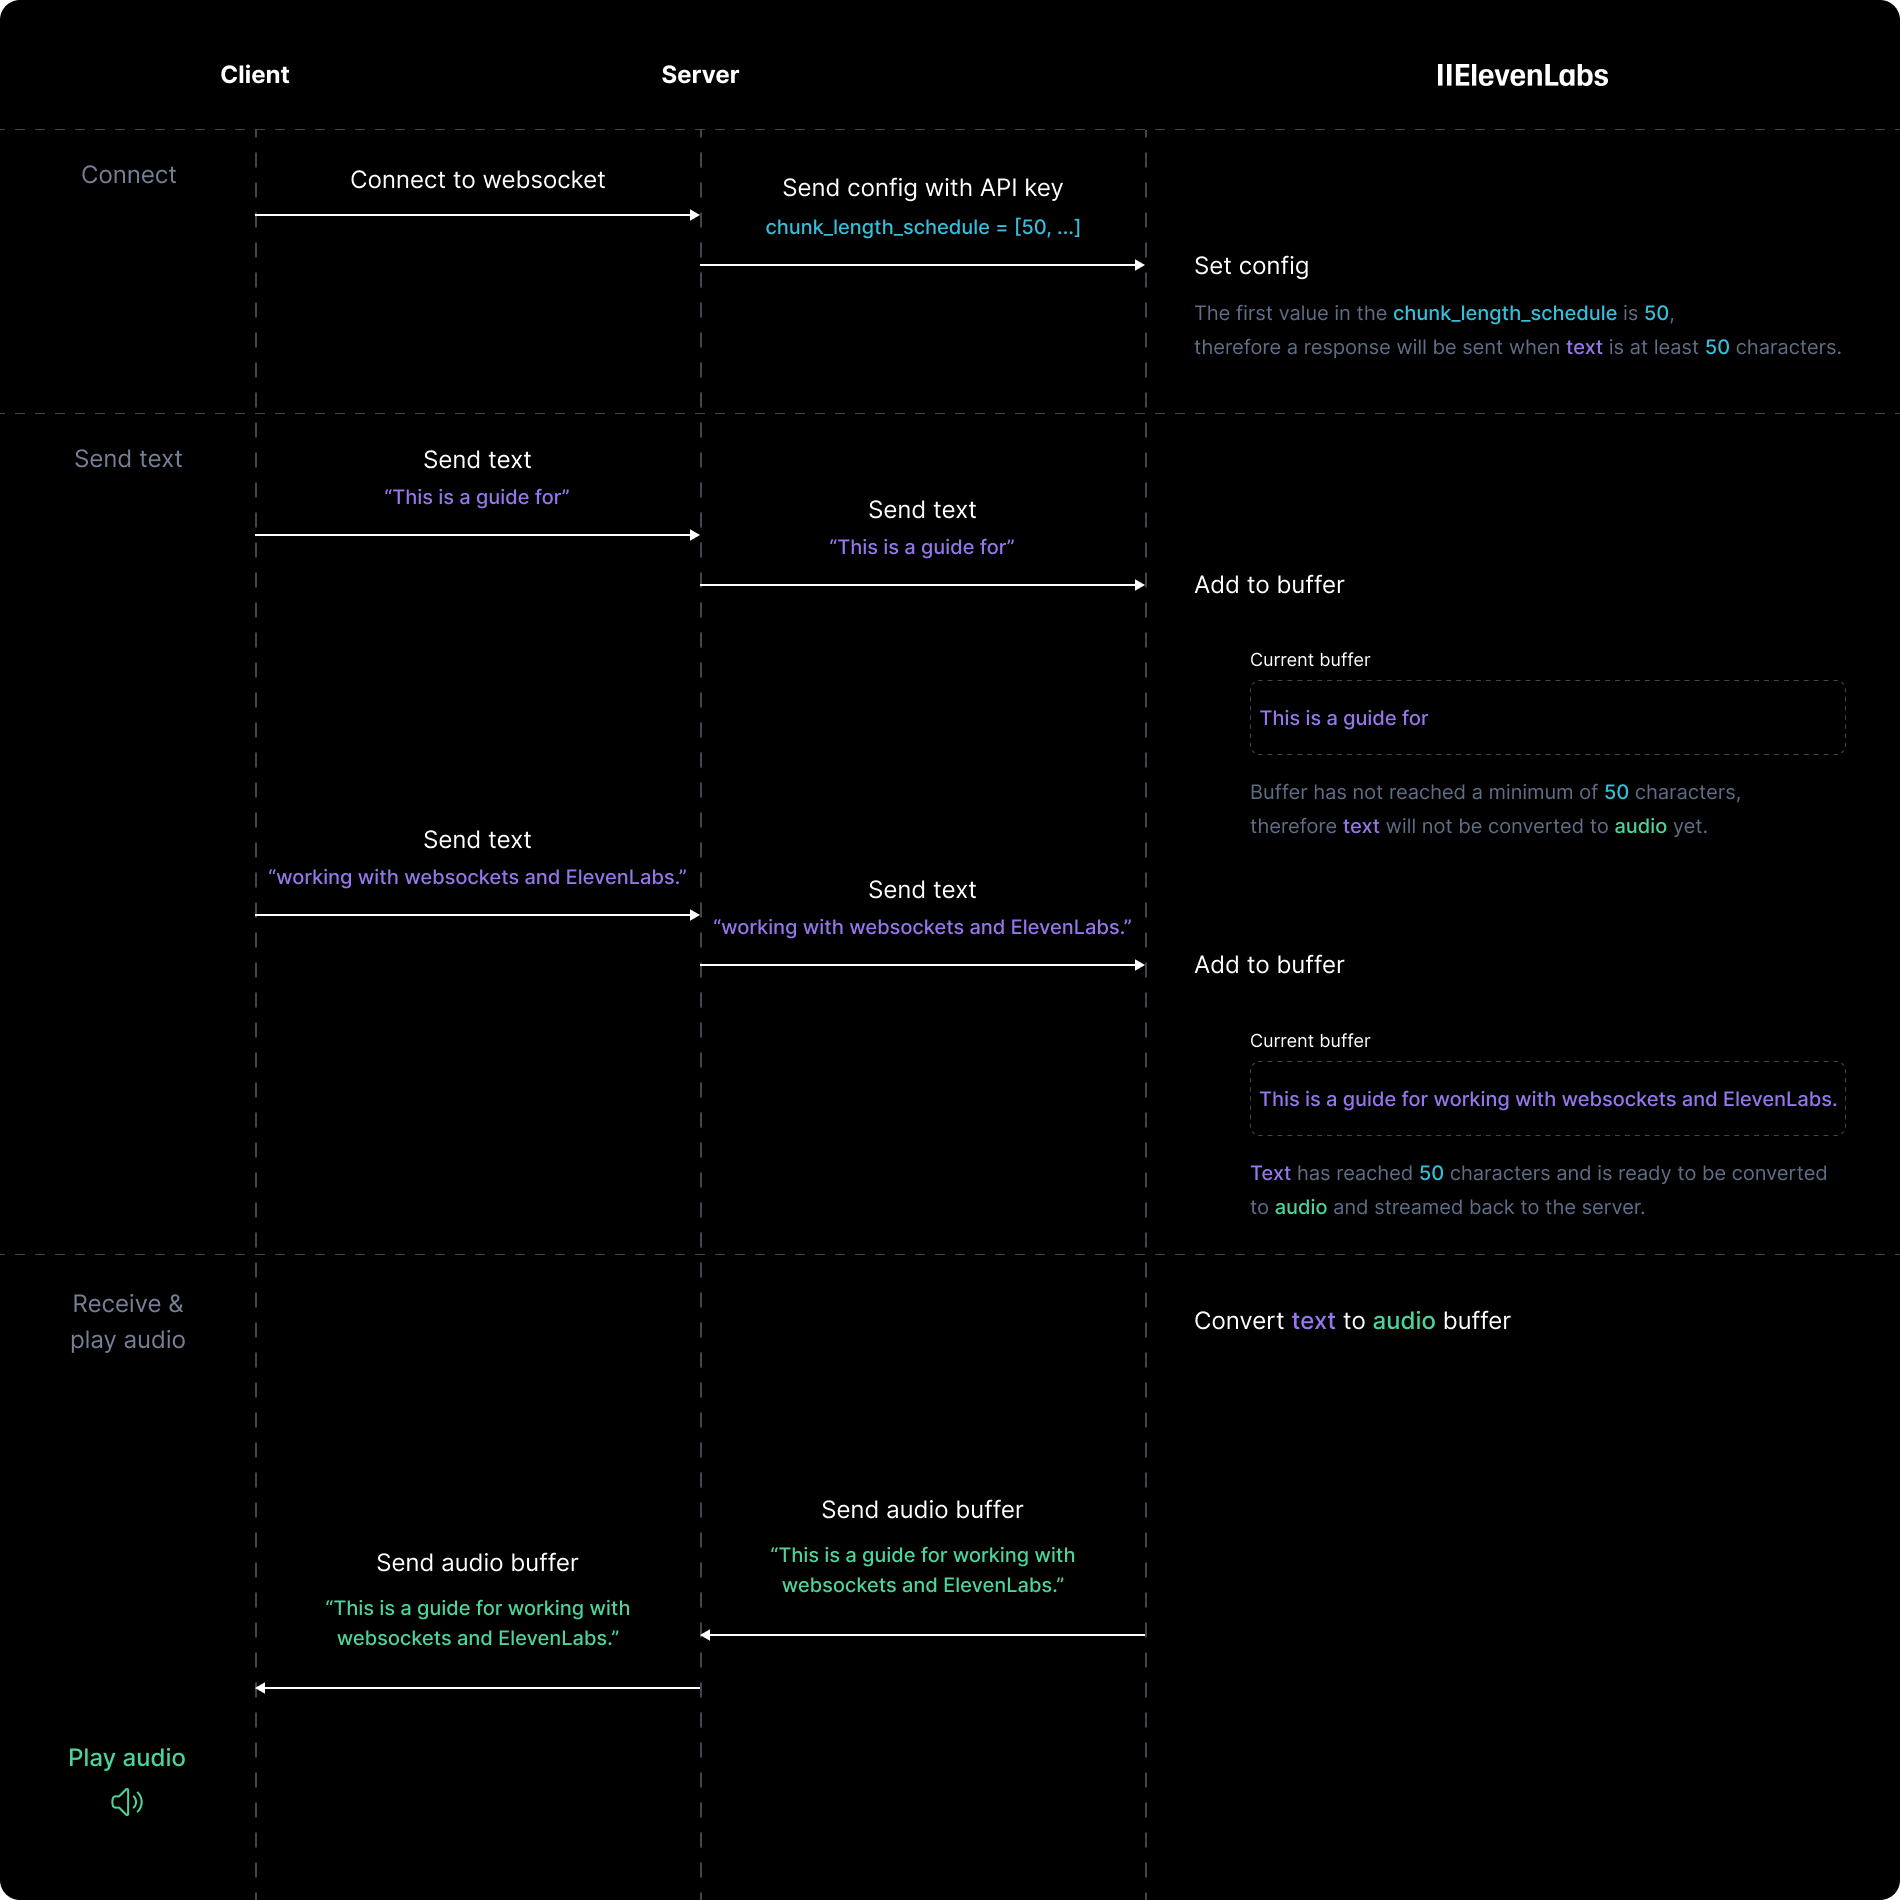 Client
Server
IIElevenLabs
Connect
Connect to websocket
Send config with API key
chunk_length_schedule = [50, ...]
Set config
The first value in the chunk_length_schedule is 50,
therefore a response will be sent when text is at least 50 characters.
Send text
Send text
“This is a guide for”
Send text
“This is a guide for”
Add to buffer
Current buffer
This is a guide for
Buffer has not reached a minimum of 50 characters,
therefore text will not be converted to audio yet.
Send text
“working with websockets and ElevenLabs.”
Send text
“working with websockets and ElevenLabs.”
Add to buffer
Current buffer
This is a guide for working with websockets and ElevenLabs.
Text has reached 50 characters and is ready to be converted
to audio and streamed back to the server.
Receive &
play audio
Convert text to audio buffer
Send audio buffer
“This is a guide for working with
websockets and ElevenLabs.”
Send audio buffer
“This is a guide for working with
websockets and ElevenLabs.”
Play audio